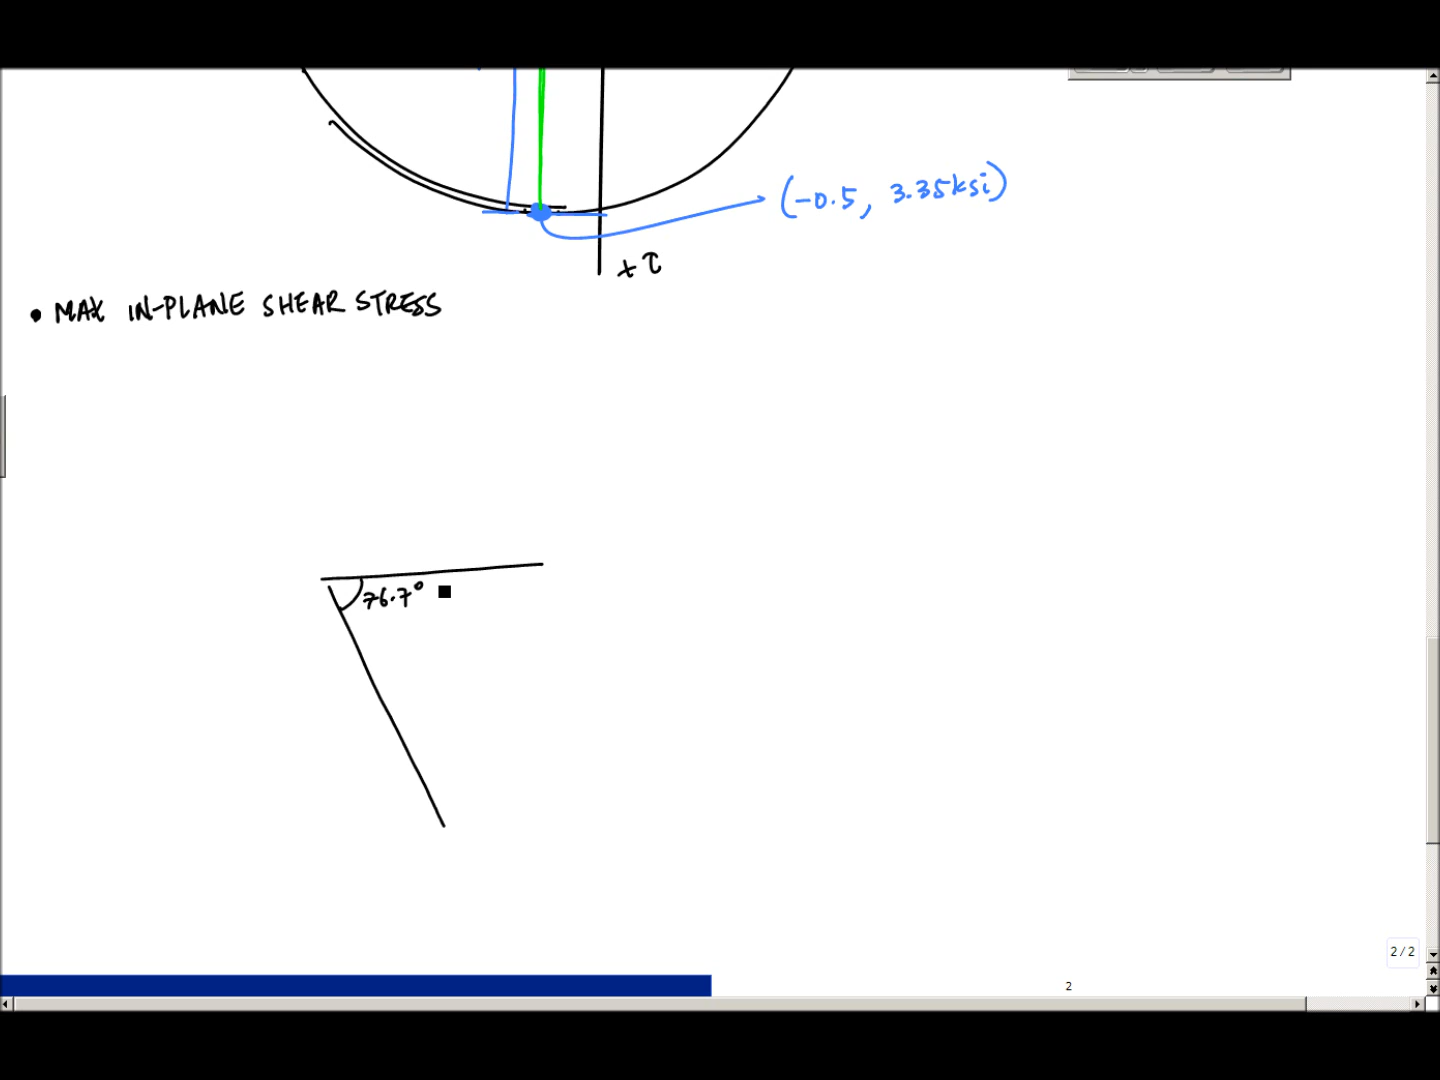 (-0.5, 3.35ksi)
+τ
• MAX IN-PLANE SHEAR STRESS
76.7°
2/2
2